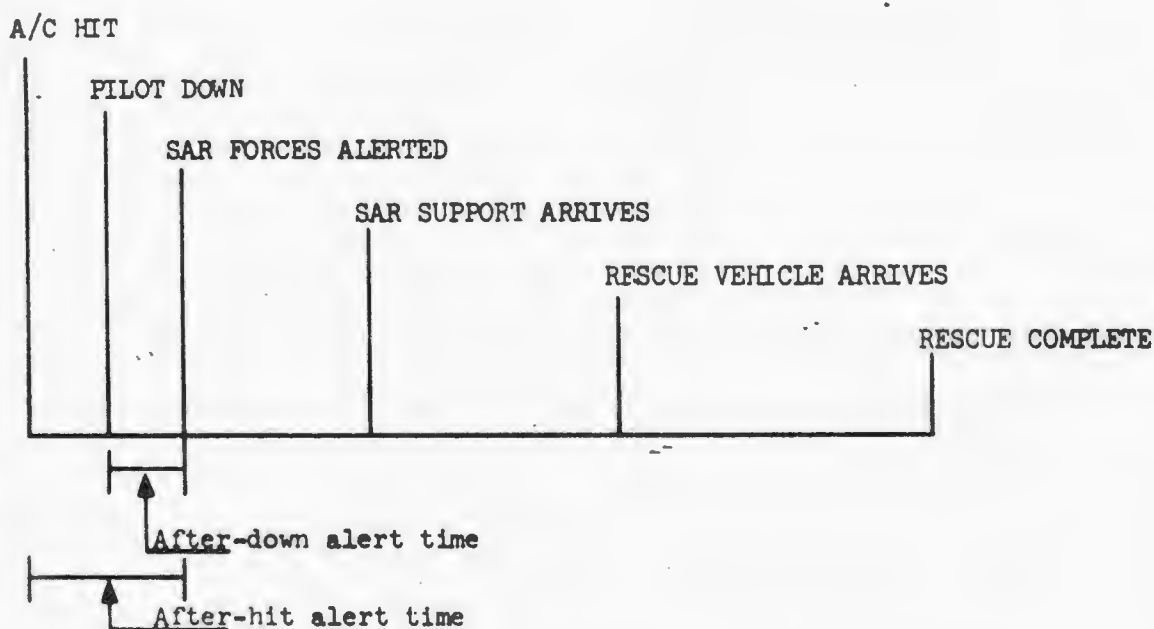 A/C HIT
PILOT DOWN
SAR FORCES ALERTED
SAR SUPPORT ARRIVES
RESCUE VEHICLE ARRIVES
RESCUE COMPLETE
After-down alert time
After-hit alert time